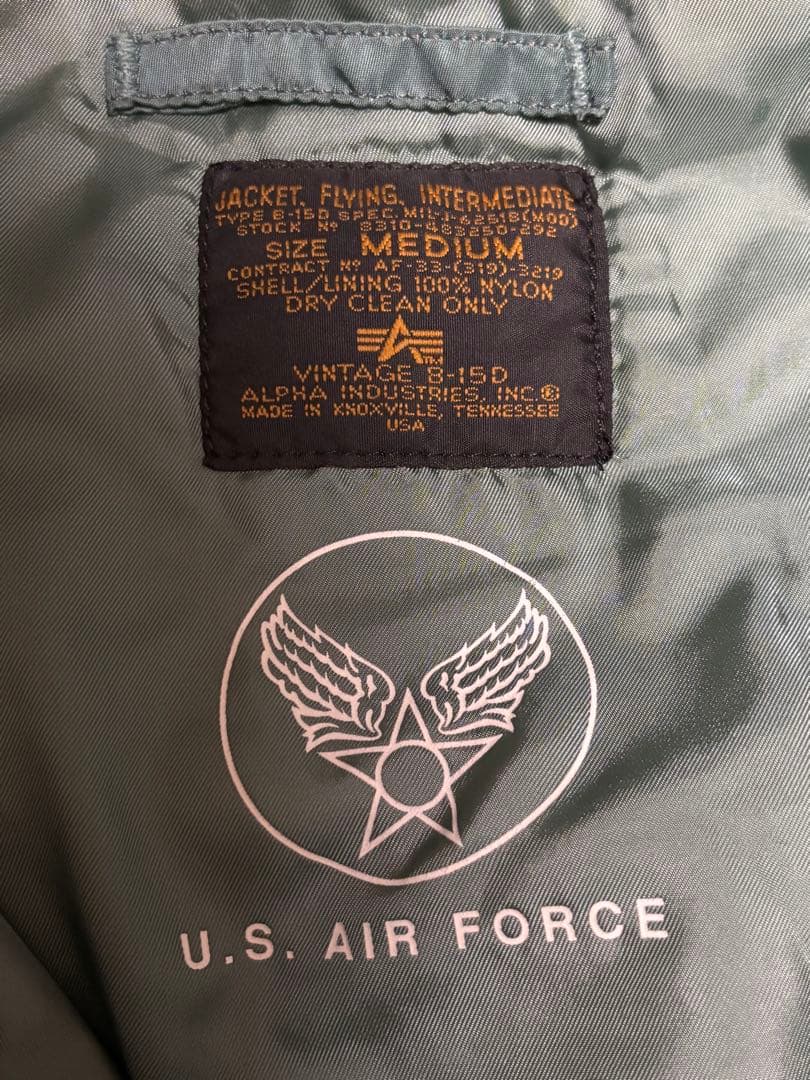 JACKET, FLYING, INTERMEDIATE
TYPE B-15D SPEC. MIL-J-6251B(MOD)
STOCK Nº 8310-463250-292
SIZE MEDIUM
CONTRACT Nº AF-33-(319)-3219
SHELL/LINING 100% NYLON
DRY CLEAN ONLY
A TM
VINTAGE B-15D
ALPHA INDUSTRIES, INC.®
MADE IN KNOXVILLE, TENNESSEE
USA
U.S. AIR FORCE